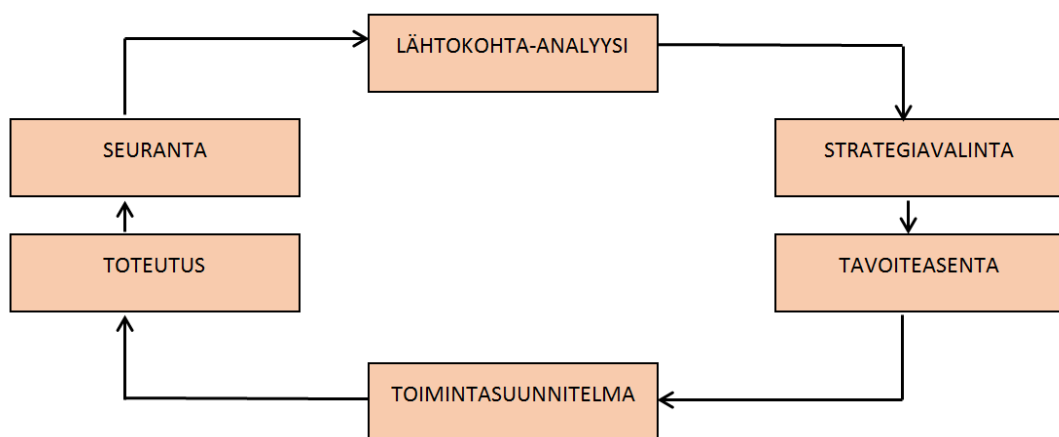 LÄHTOKOHTA-ANALYYSI
STRATEGIAVALINTA
TAVOITEASENTA
TOIMINTASUUNNITELMA
TOTEUTUS
SEURANTA